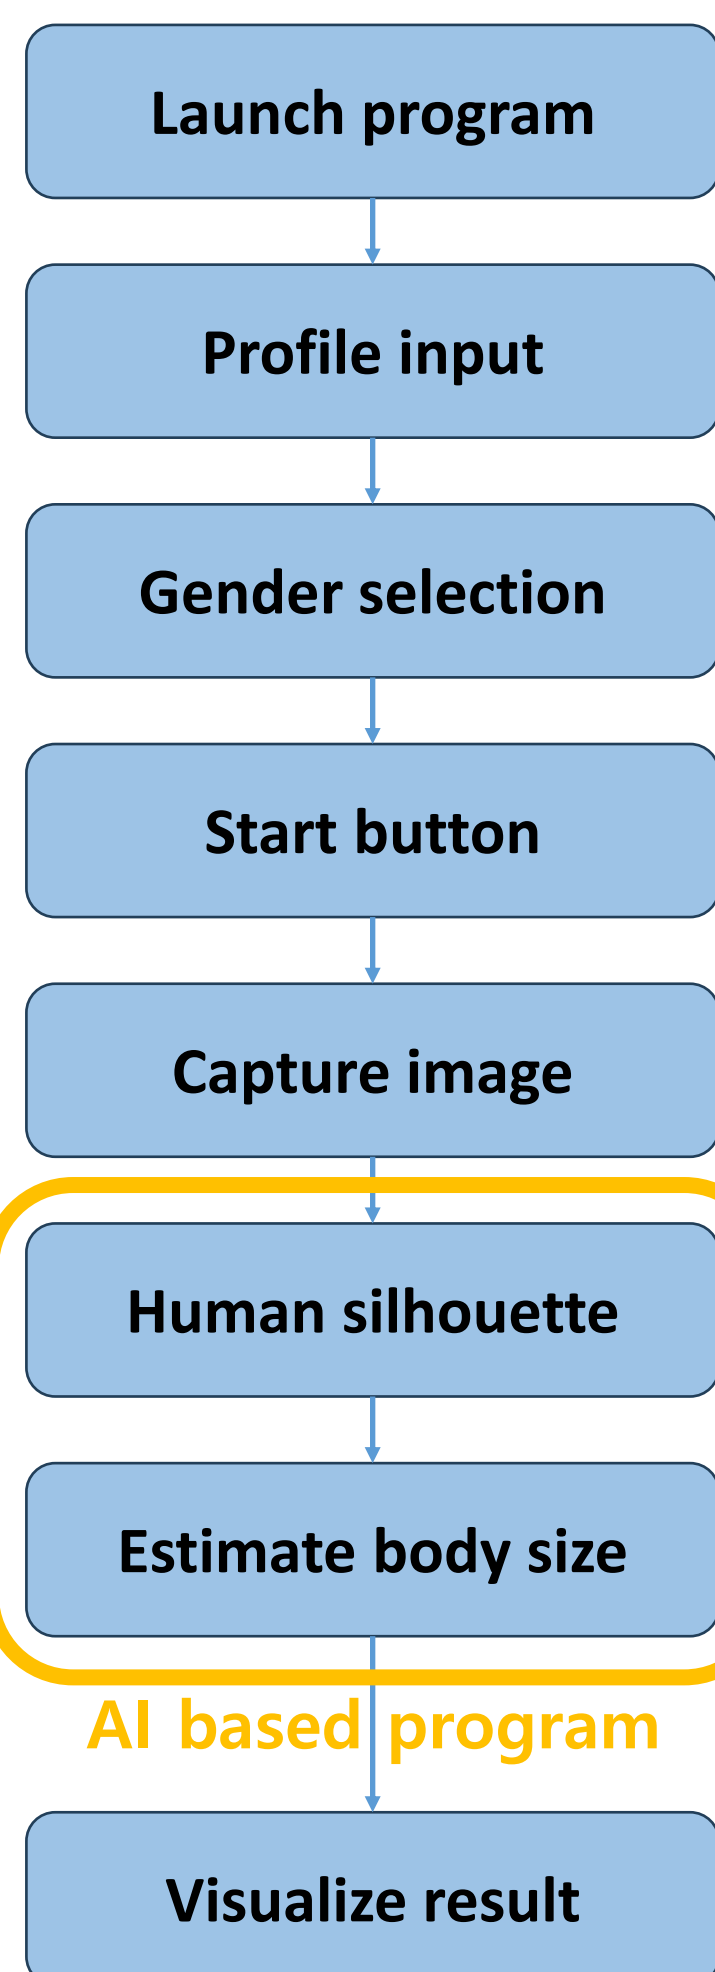 Launch program
Profile input
Gender selection
Start button
Capture image
Human silhouette
Estimate body size
AI based program
Visualize result